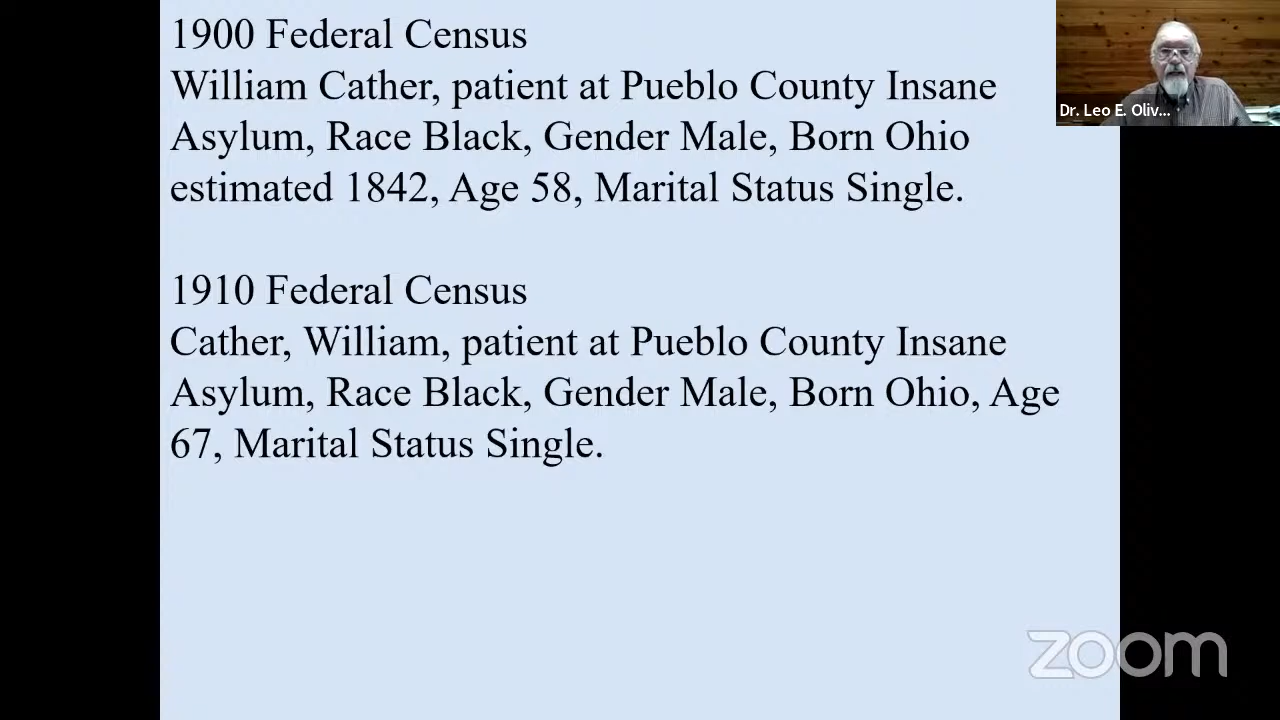 1900 Federal Census
William Cather, patient at Pueblo County Insane
Asylum, Race Black, Gender Male, Born Ohio
estimated 1842, Age 58, Marital Status Single.
1910 Federal Census
Cather, William, patient at Pueblo County Insane
Asylum, Race Black, Gender Male, Born Ohio, Age
67, Marital Status Single.
Dr. Leo E. Oliv...
zoom